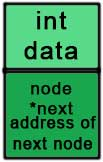 int
data
node
*next
address of
next node